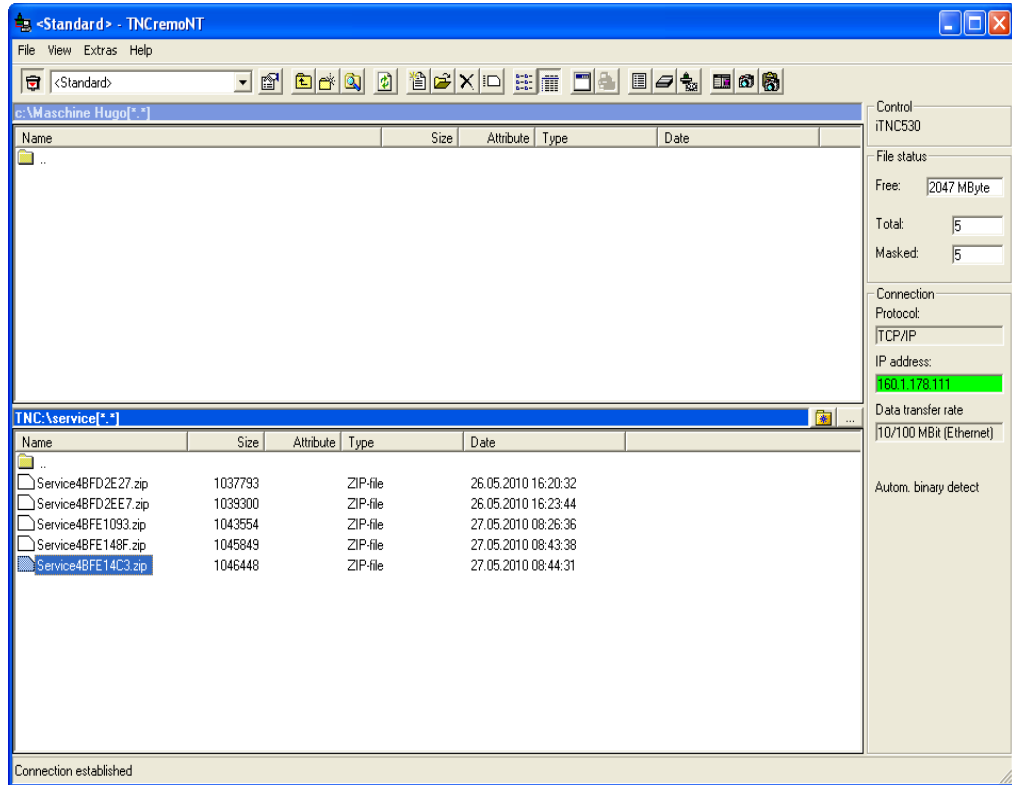 <Standard> - TNCremoNT
File View Extras Help
<Standard>
c:\Maschine Hugo[*.*]
Name Size Attribute Type Date
..
Control
iTNC530
File status
Free: 2047 MByte
Total: 5
Masked: 5
Connection
Protocol:
TCP/IP
IP address:
160.1.178.111
Data transfer rate
10/100 MBit (Ethernet)
Autom. binary detect
TNC:\service[*.*] ...
Name Size Attribute Type Date
..
Service4BFD2E27.zip 1037793 ZIP-file 26.05.2010 16:20:32
Service4BFD2EE7.zip 1039300 ZIP-file 26.05.2010 16:23:44
Service4BFE1093.zip 1043554 ZIP-file 27.05.2010 08:26:36
Service4BFE148F.zip 1045849 ZIP-file 27.05.2010 08:43:38
Service4BFE14C3.zip 1046448 ZIP-file 27.05.2010 08:44:31
Connection established